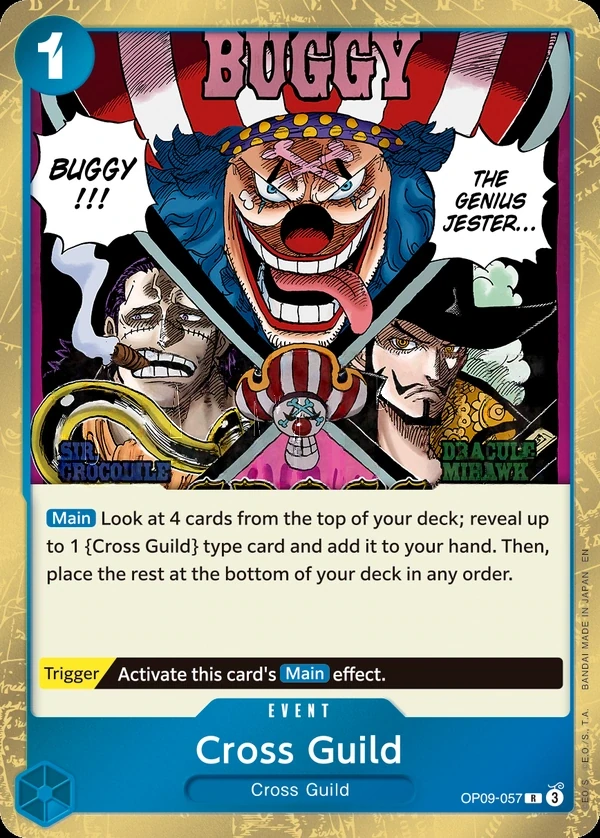 1
BUGGY
BUGGY
!!!
THE
GENIUS
JESTER...
SIR
CROCODILE
DRACULE
MIHAWK
Main Look at 4 cards from the top of your deck; reveal up
to 1 {Cross Guild} type card and add it to your hand. Then,
place the rest at the bottom of your deck in any order.
Trigger Activate this card's Main effect.
EVENT
Cross Guild
Cross Guild
OP09-057 R 3
BANDAI MADE IN JAPAN EN